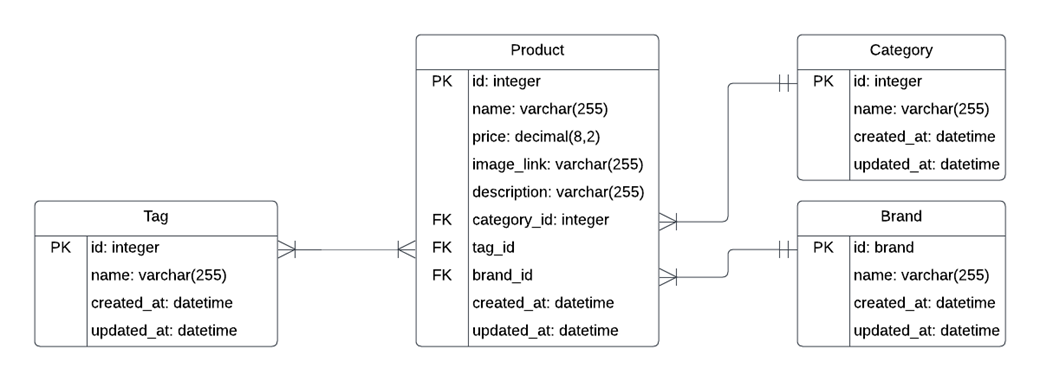 Product
PK id: integer
name: varchar(255)
price: decimal(8,2)
image_link: varchar(255)
description: varchar(255)
FK category_id: integer
FK tag_id
FK brand_id
created_at: datetime
updated_at: datetime
Category
PK id: integer
name: varchar(255)
created_at: datetime
updated_at: datetime
Tag
PK id: integer
name: varchar(255)
created_at: datetime
updated_at: datetime
Brand
PK id: brand
name: varchar(255)
created_at: datetime
updated_at: datetime